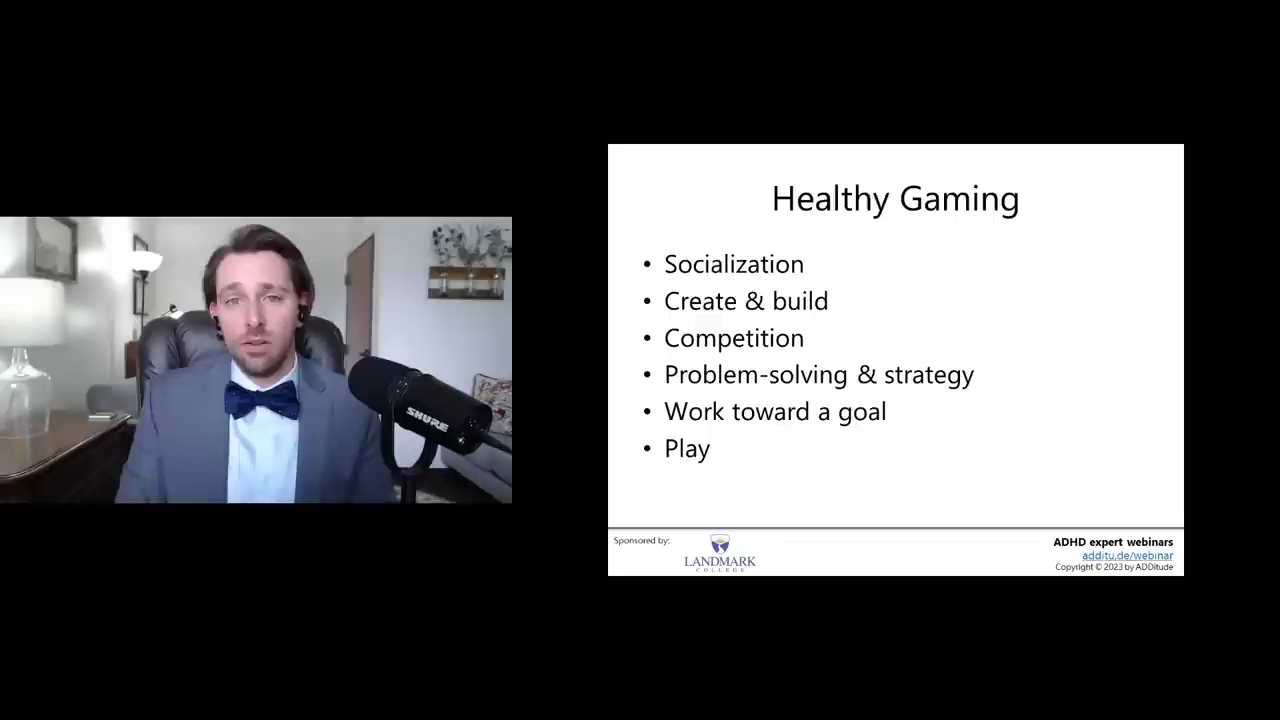 SHURE
Healthy Gaming
• Socialization
• Create & build
• Competition
• Problem-solving & strategy
• Work toward a goal
• Play
Sponsored by:
LANDMARK
COLLEGE
ADHD expert webinars
additu.de/webinar
Copyright © 2023 by ADDitude